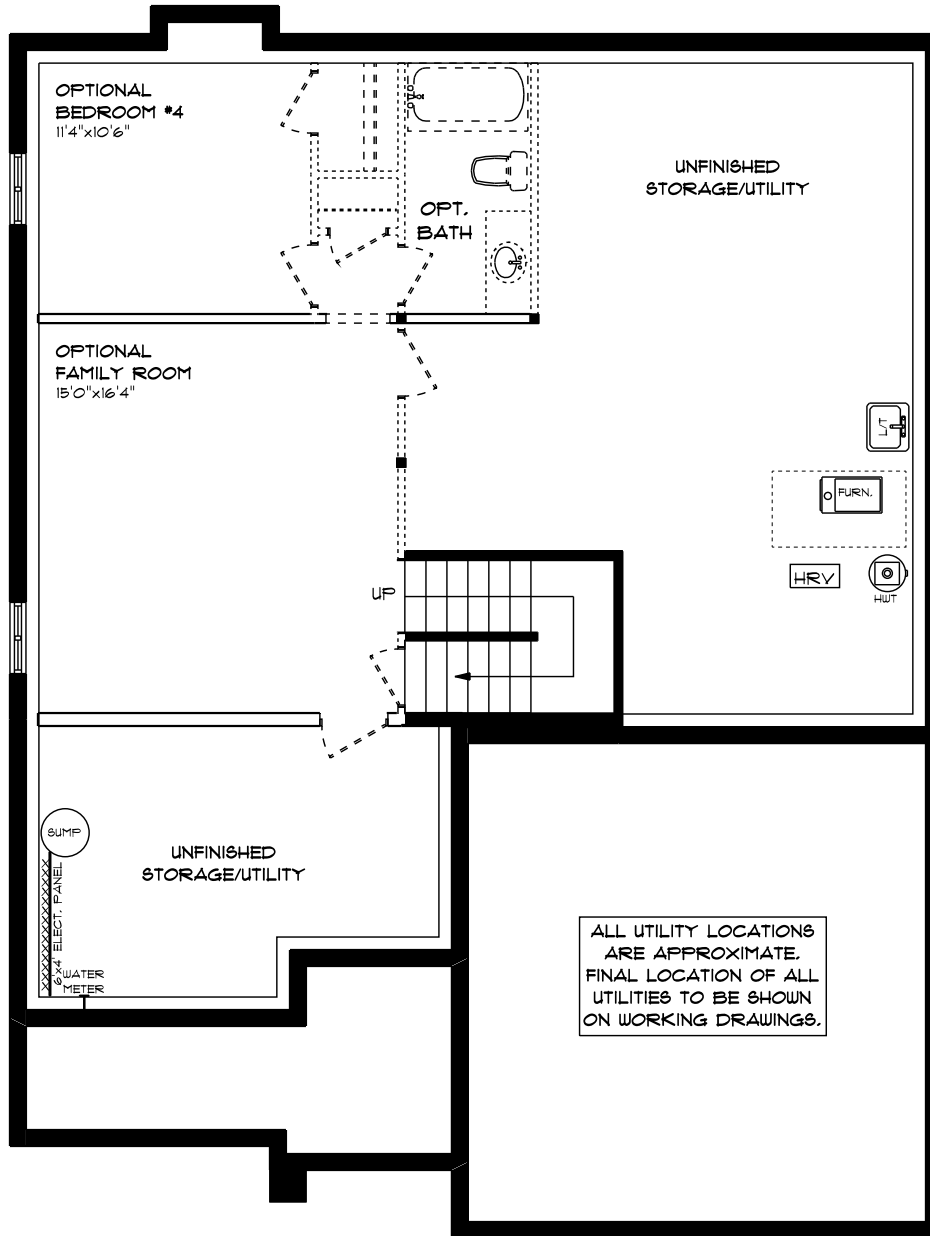 OPTIONAL
BEDROOM #4
11'4"x10'6"
OPT.
BATH
UNFINISHED
STORAGE/UTILITY
OPTIONAL
FAMILY ROOM
15'0"x16'4"
L/T
FURN.
HRV
HWT
UP
SUMP
6'x4' ELECT. PANEL
WATER
METER
UNFINISHED
STORAGE/UTILITY
ALL UTILITY LOCATIONS
ARE APPROXIMATE.
FINAL LOCATION OF ALL
UTILITIES TO BE SHOWN
ON WORKING DRAWINGS.